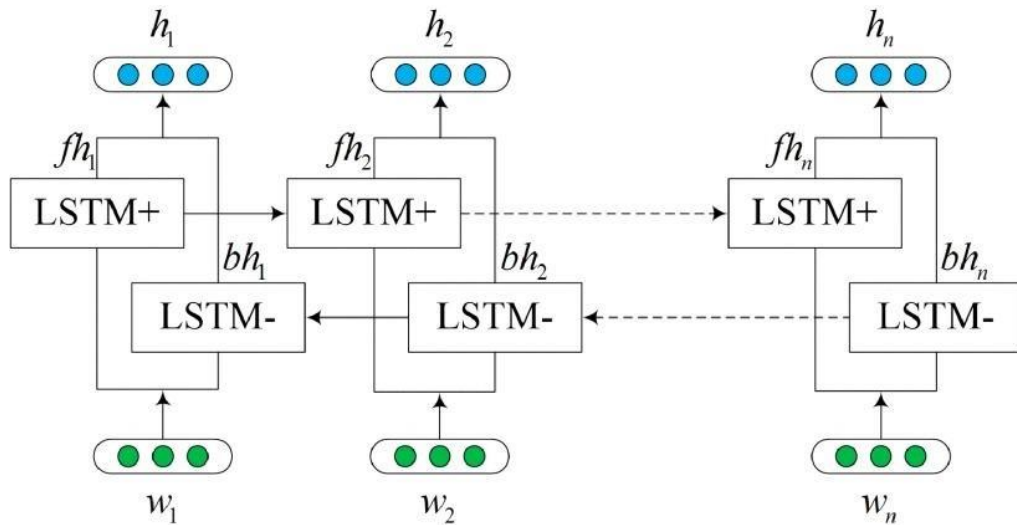 h₁ h₂ hₙ
fh₁ fh₂ fhₙ
LSTM+ LSTM+ LSTM+
bh₁ bh₂ bhₙ
LSTM- LSTM- LSTM-
w₁ w₂ wₙ